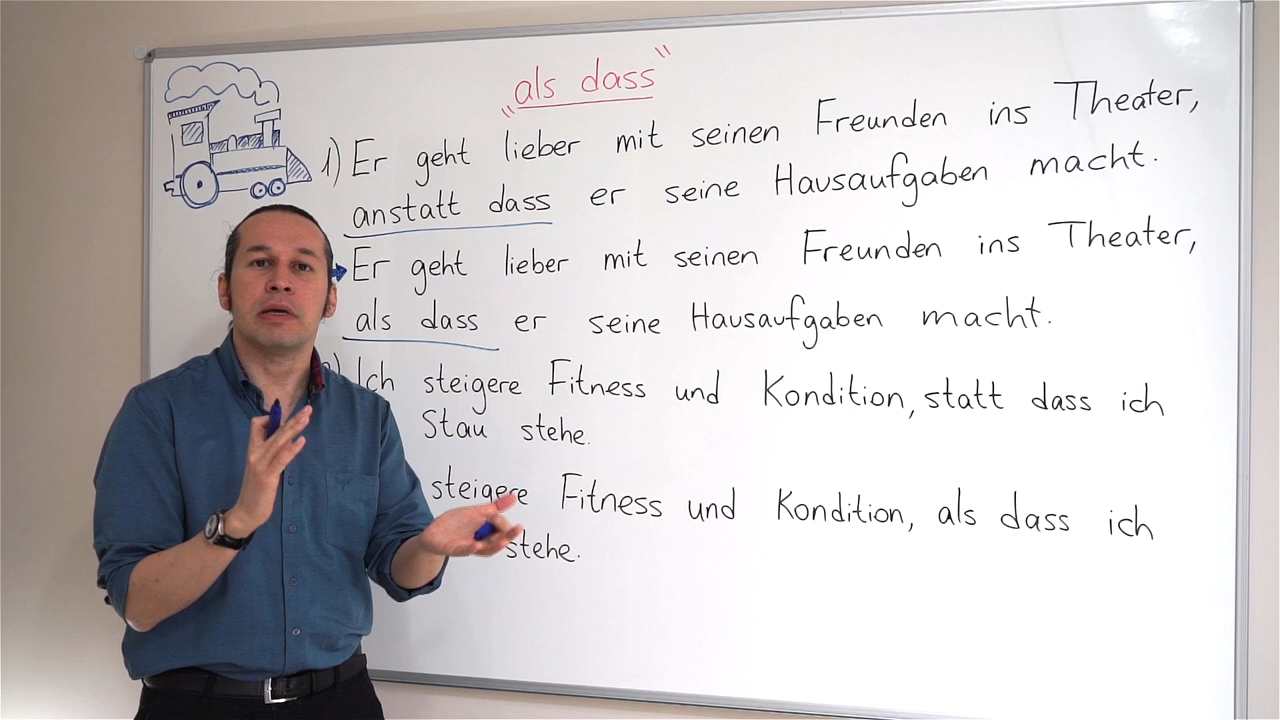 "als dass"
1) Er geht lieber mit seinen Freunden ins Theater,
anstatt dass er seine Hausaufgaben macht.
Er geht lieber mit seinen Freunden ins Theater,
als dass er seine Hausaufgaben macht.
Ich steigere Fitness und Kondition, statt dass ich
Stau stehe.
steigere Fitness und Kondition, als dass ich
stehe.